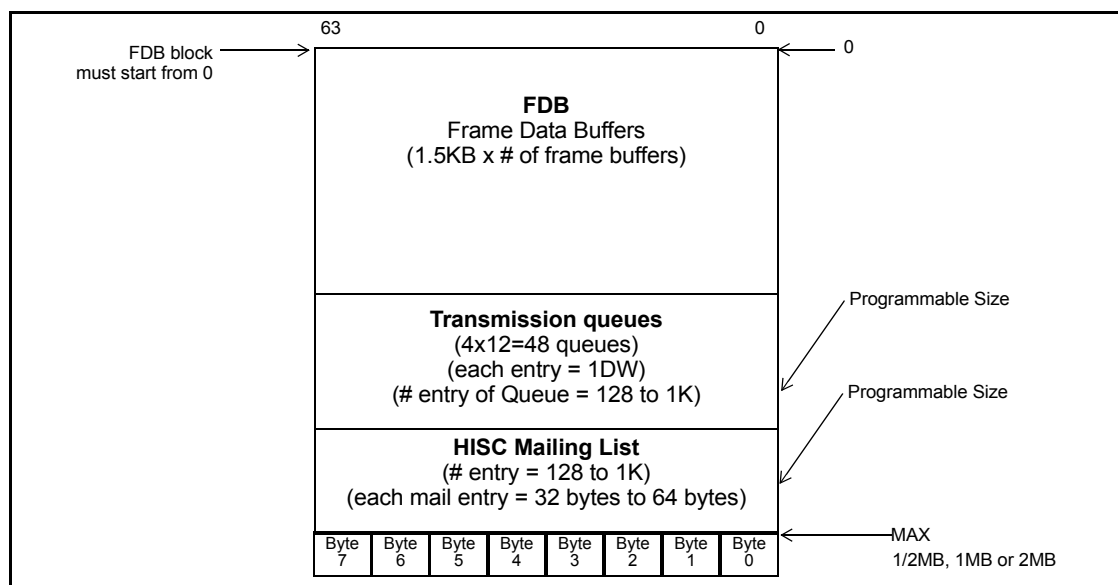 63 0
FDB block
must start from 0
0
FDB
Frame Data Buffers
(1.5KB x # of frame buffers)
Transmission queues
(4x12=48 queues)
(each entry = 1DW)
(# entry of Queue = 128 to 1K)
Programmable Size
HISC Mailing List
(# entry = 128 to 1K)
(each mail entry = 32 bytes to 64 bytes)
Programmable Size
Byte 7
Byte 6
Byte 5
Byte 4
Byte 3
Byte 2
Byte 1
Byte 0
MAX
1/2MB, 1MB or 2MB